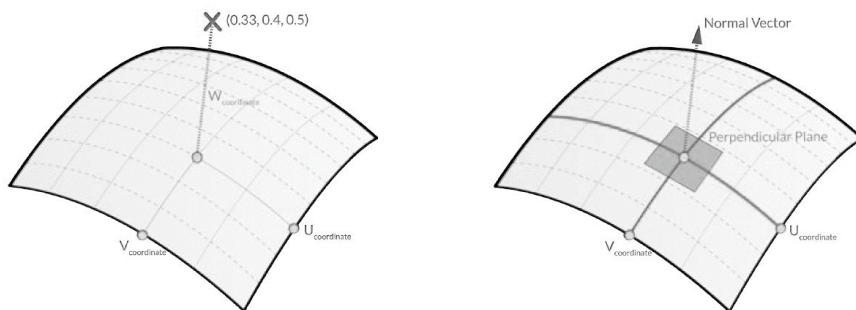 (0.33, 0.4, 0.5)
W coordinate
V coordinate
U coordinate
Normal Vector
Perpendicular Plane
V coordinate
U coordinate